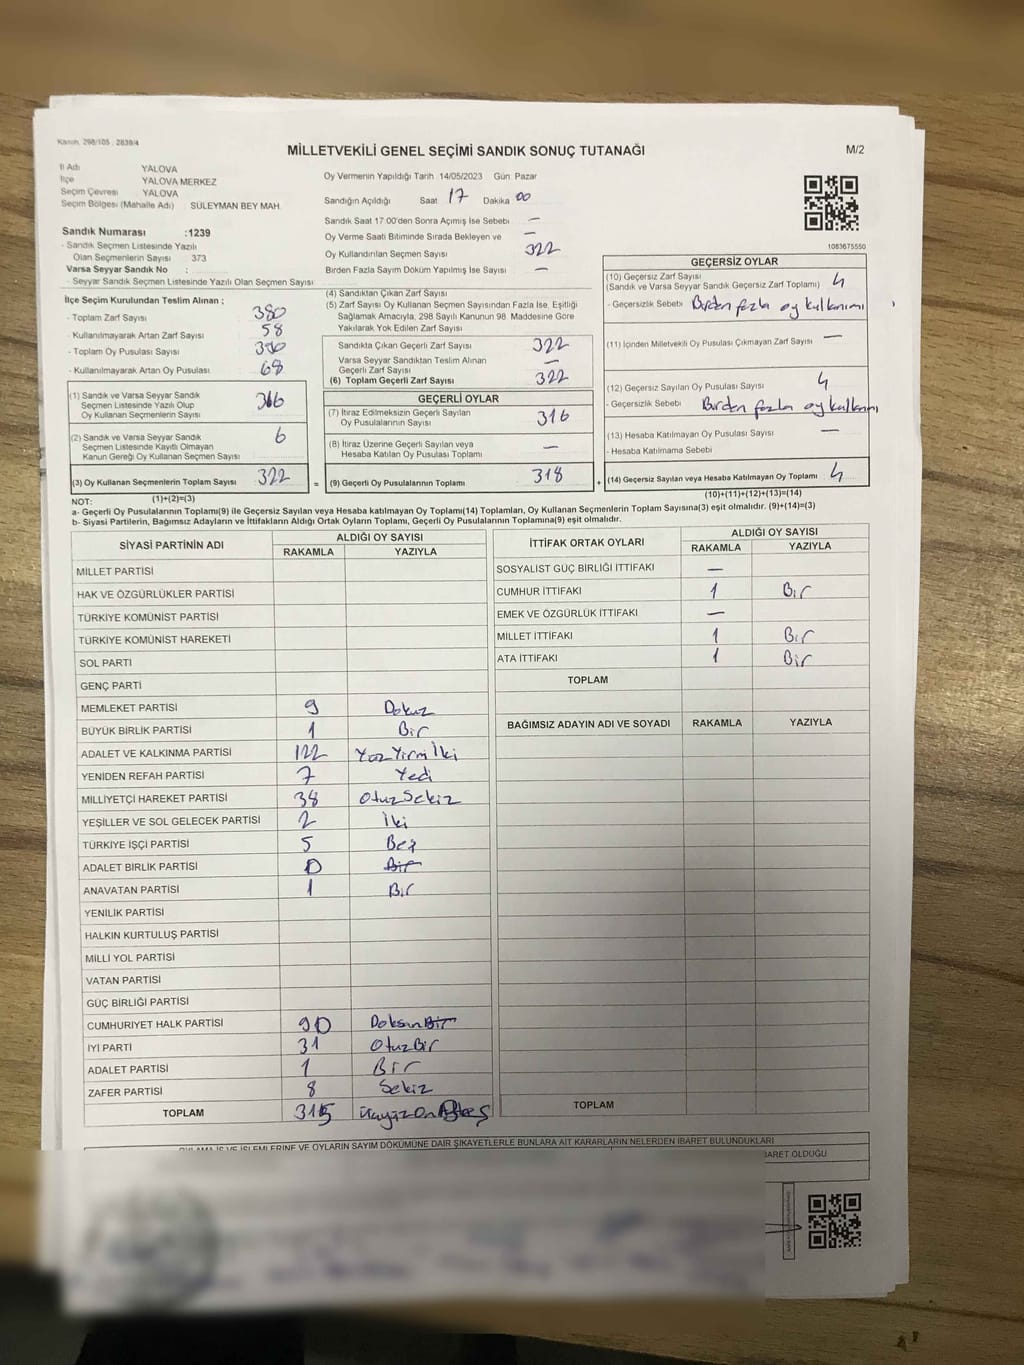 Kanun, 298/105 : 2839/4
MİLLETVEKİLİ GENEL SEÇİMİ SANDIK SONUÇ TUTANAĞI
M/2
İl Adı YALOVA
İlçe YALOVA MERKEZ
Seçim Çevresi YALOVA
Seçim Bölgesi (Mahalle Adı) : SÜLEYMAN BEY MAH.
Sandık Numarası :1239
- Sandık Seçmen Listesinde Yazılı
Olan Seçmenlerin Sayısı : 373
Varsa Seyyar Sandık No :
- Seyyar Sandık Seçmen Listesinde Yazılı Olan Seçmen Sayısı
Oy Vermenin Yapıldığı Tarih 14/05/2023 Gün Pazar
Sandığın Açıldığı Saat 17 Dakika 00
Sandık Saat 17:00'den Sonra Açımış İse Sebebi —
Oy Verme Saati Bitiminde Sırada Bekleyen ve —
Oy Kullandırılan Seçmen Sayısı 322
Birden Fazla Sayım Döküm Yapılmış İse Sayısı —
1083675550
İlçe Seçim Kurulundan Teslim Alınan ;
- Toplam Zarf Sayısı 380
- Kullanılmayarak Artan Zarf Sayısı 58
- Toplam Oy Pusulası Sayısı
- Kullanılmayarak Artan Oy Pusulası 68
(1) Sandık ve Varsa Seyyar Sandık
Seçmen Listesinde Yazılı Olup
Oy Kullanan Seçmenlerin Sayısı 316
(2) Sandık ve Varsa Seyyar Sandık
Seçmen Listesinde Kayıtlı Olmayan
Kanun Gereği Oy Kullanan Seçmen Sayısı 6
(3) Oy Kullanan Seçmenlerin Toplam Sayısı 322 =
(1)+(2)=(3)
(4) Sandıktan Çıkan Zarf Sayısı
(5) Zarf Sayısı Oy Kullanan Seçmen Sayısından Fazla İse, Eşitliği
Sağlamak Amacıyla, 298 Sayılı Kanunun 98. Maddesine Göre
Yakılarak Yok Edilen Zarf Sayısı
Sandıkta Çıkan Geçerli Zarf Sayısı 322
Varsa Seyyar Sandıktan Teslim Alınan
Geçerli Zarf Sayısı —
(6) Toplam Geçerli Zarf Sayısı 322
GEÇERLİ OYLAR
(7) İtiraz Edilmeksizin Geçerli Sayılan
Oy Pusulalarının Sayısı 316
(8) İtiraz Üzerine Geçerli Sayılan veya
Hesaba Katılan Oy Pusulası Toplamı —
(9) Geçerli Oy Pusulalarının Toplamı 318 +
GEÇERSİZ OYLAR
(10) Geçersiz Zarf Sayısı
(Sandık ve Varsa Seyyar Sandık Geçersiz Zarf Toplamı) 4
- Geçersizlik Sebebi Birden fazla oy kullanımı
(11) İçinden Milletvekili Oy Pusulası Çıkmayan Zarf Sayısı —
(12) Geçersiz Sayılan Oy Pusulası Sayısı 4
- Geçersizlik Sebebi Birden fazla oy kullanımı
(13) Hesaba Katılmayan Oy Pusulası Sayısı —
- Hesaba Katılmama Sebebi
(14) Geçersiz Sayılan veya Hesaba Katılmayan Oy Toplamı 4
(10)+(11)+(12)+(13)=(14)
NOT:
a- Geçerli Oy Pusulalarının Toplamı(9) ile Geçersiz Sayılan veya Hesaba katılmayan Oy Toplamı(14) Toplamları, Oy Kullanan Seçmenlerin Toplam Sayısına(3) eşit olmalıdır. (9)+(14)=(3)
b- Siyasi Partilerin, Bağımsız Adayların ve İttifakların Aldığı Ortak Oyların Toplamı, Geçerli Oy Pusulalarının Toplamına(9) eşit olmalıdır.
SİYASİ PARTİNİN ADI ALDIĞI OY SAYISI
RAKAMLA YAZIYLA
MİLLET PARTİSİ
HAK VE ÖZGÜRLÜKLER PARTİSİ
TÜRKİYE KOMÜNİST PARTİSİ
TÜRKİYE KOMÜNİST HAREKETİ
SOL PARTİ
GENÇ PARTİ
MEMLEKET PARTİSİ 9 Dokuz
BÜYÜK BİRLİK PARTİSİ 1 Bir
ADALET VE KALKINMA PARTİSİ 122 YüzYirmi İki
YENİDEN REFAH PARTİSİ 7 Yedi
MİLLİYETÇİ HAREKET PARTİSİ 38 OtuzSekiz
YEŞİLLER VE SOL GELECEK PARTİSİ 2 İki
TÜRKİYE İŞÇİ PARTİSİ 5 Beş
ADALET BİRLİK PARTİSİ 0 Bir
ANAVATAN PARTİSİ 1 Bir
YENİLİK PARTİSİ
HALKIN KURTULUŞ PARTİSİ
MİLLİ YOL PARTİSİ
VATAN PARTİSİ
GÜÇ BİRLİĞİ PARTİSİ
CUMHURİYET HALK PARTİSİ 90 Doksan Bir
İYİ PARTİ 31 OtuzBir
ADALET PARTİSİ 1 Bir
ZAFER PARTİSİ 8 Sekiz
TOPLAM 315 ÜçyüzOnBeş
İTTİFAK ORTAK OYLARI ALDIĞI OY SAYISI
RAKAMLA YAZIYLA
SOSYALİST GÜÇ BİRLİĞİ İTTİFAKI —
CUMHUR İTTİFAKI 1 Bir
EMEK VE ÖZGÜRLÜK İTTİFAKI —
MİLLET İTTİFAKI 1 Bir
ATA İTTİFAKI 1 Bir
TOPLAM
BAĞIMSIZ ADAYIN ADI VE SOYADI RAKAMLA YAZIYLA
TOPLAM
OYLAMA İŞ VE İŞLEMLERİNE VE OYLARIN SAYIM DÖKÜMÜNE DAİR ŞİKAYETLERLE BUNLARA AİT KARARLARIN NELERDEN İBARET BULUNDUKLARI
İBARET OLDUĞU